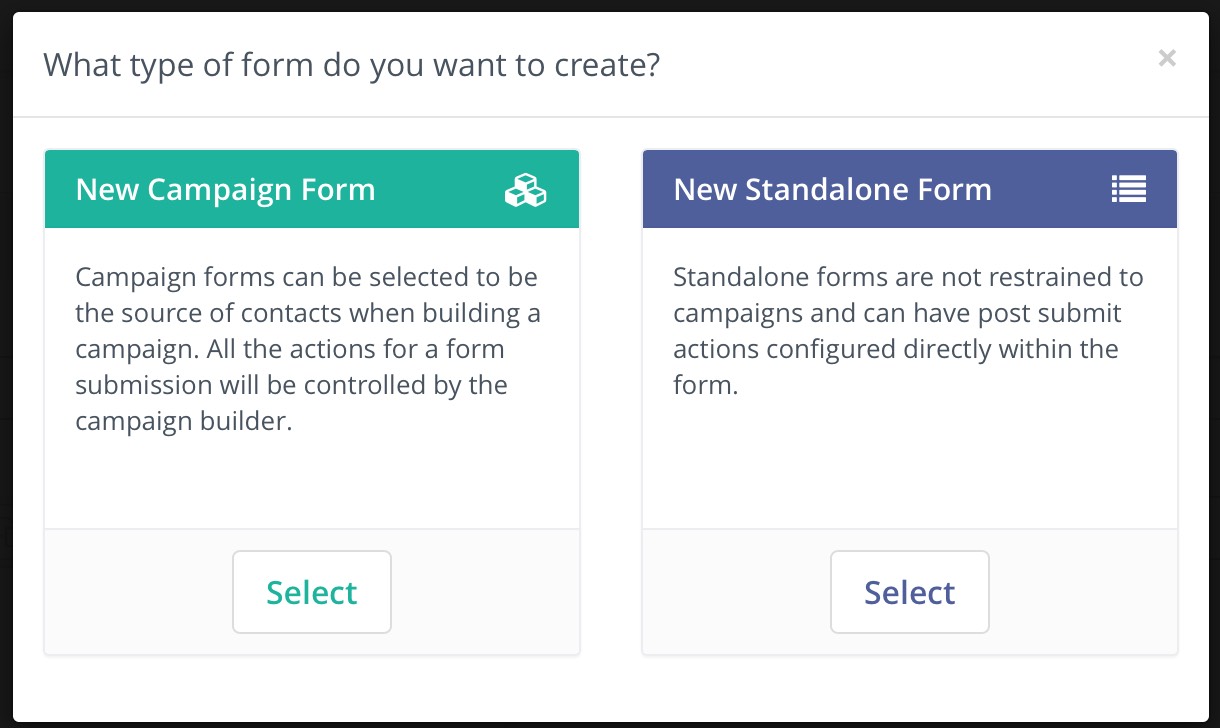 What type of form do you want to create?
×
New Campaign Form
Campaign forms can be selected to be
the source of contacts when building a
campaign. All the actions for a form
submission will be controlled by the
campaign builder.
Select
New Standalone Form
Standalone forms are not restrained to
campaigns and can have post submit
actions configured directly within the
form.
Select